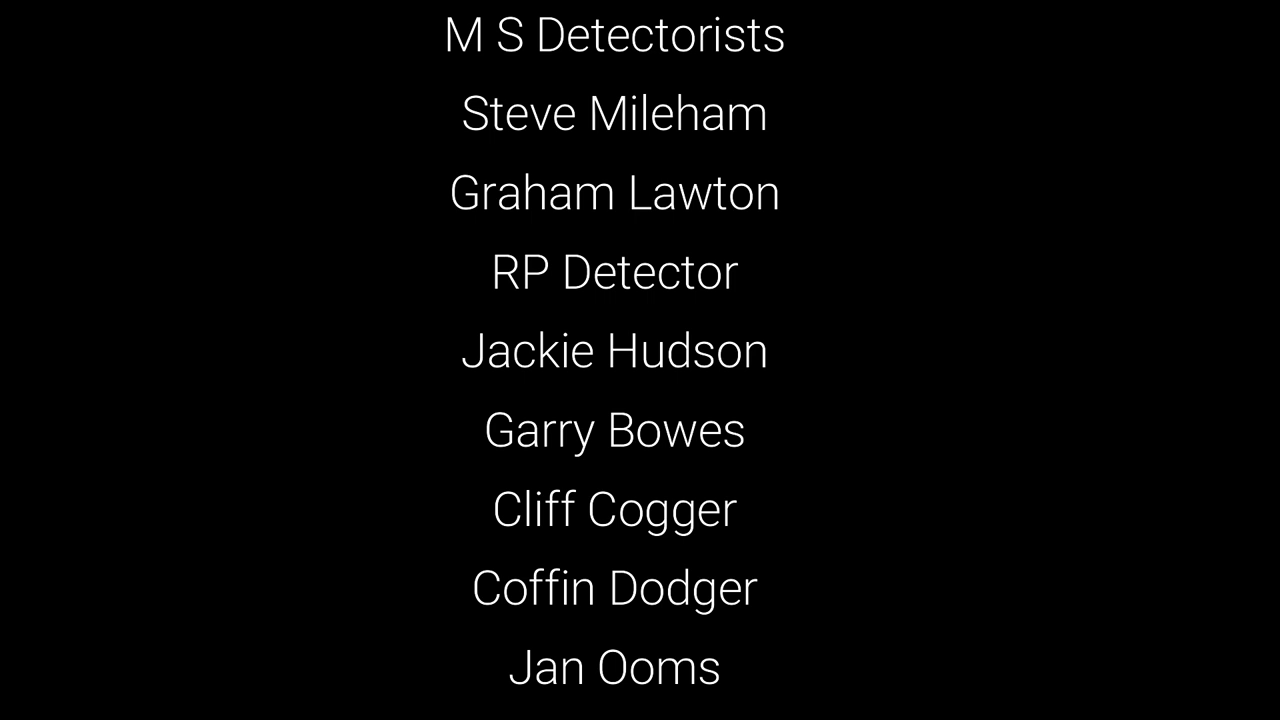 M S Detectorists
Steve Mileham
Graham Lawton
RP Detector
Jackie Hudson
Garry Bowes
Cliff Cogger
Coffin Dodger
Jan Ooms